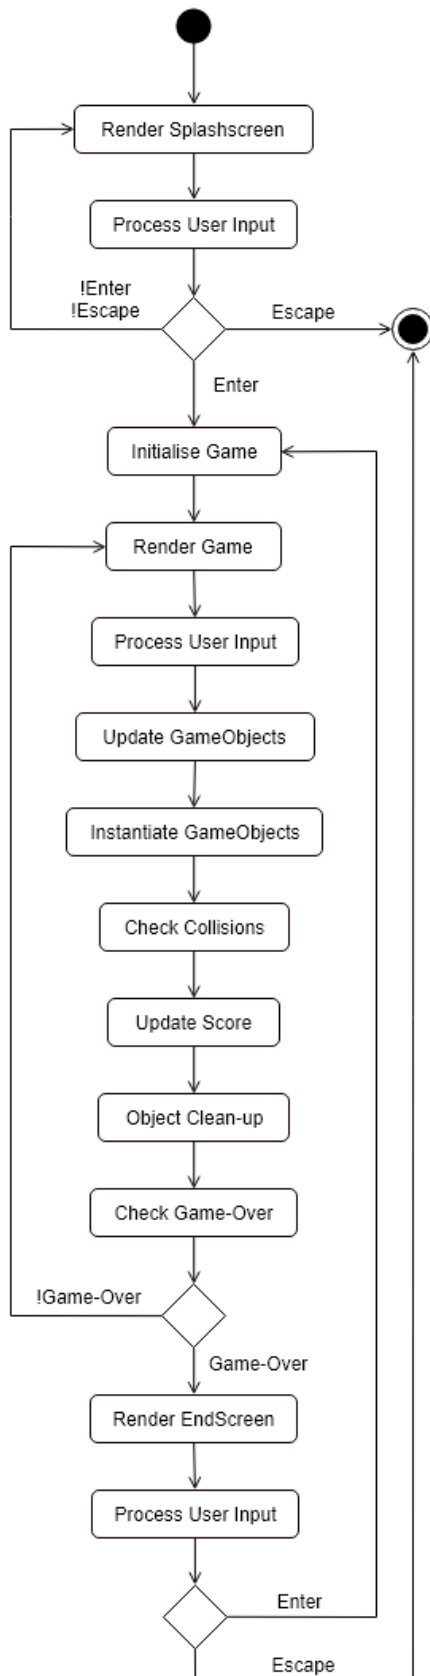 Render Splashscreen
Process User Input
!Enter
!Escape
Escape
Enter
Initialise Game
Render Game
Process User Input
Update GameObjects
Instantiate GameObjects
Check Collisions
Update Score
Object Clean-up
Check Game-Over
!Game-Over
Game-Over
Render EndScreen
Process User Input
Enter
Escape